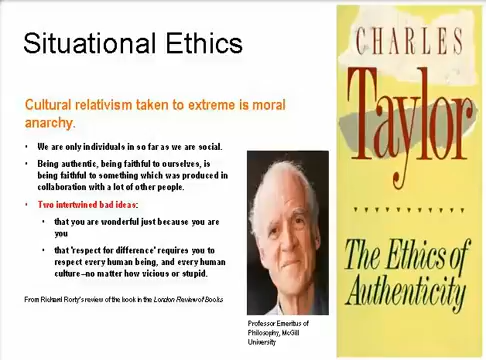 Situational Ethics
Cultural relativism taken to extreme is moral
anarchy.
• We are only individuals in so far as we are social.
• Being authentic, being faithful to ourselves, is
being faithful to something which was produced in
collaboration with a lot of other people.
• Two intertwined bad ideas:
• that you are wonderful just because you are
you
• that 'respect for difference' requires you to
respect every human being, and every human
culture–no matter how vicious or stupid.
From Richard Rorty's review of the book in the London Review of Books
Professor Emeritus of
Philosophy, McGill
University
CHARLES
Taylor
The Ethics of
Authenticity